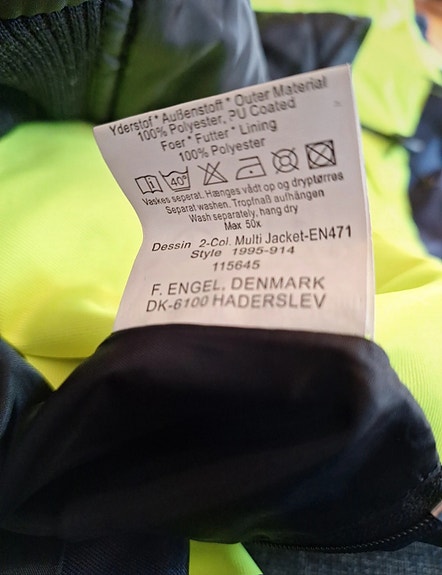 Yderstof * Außenstoff * Outer Material
100% Polyester, PU Coated
Foer * Futter * Lining
100% Polyester
40°
Vaskes seperat. Hænges vådt op og dryptørres
Separat waschen. Tropfnaß aufhängen
Wash separately, hang dry
Max 50x
Dessin 2-Col. Multi Jacket-EN471
Style 1995-914
115645
F. ENGEL, DENMARK
DK-6100 HADERSLEV